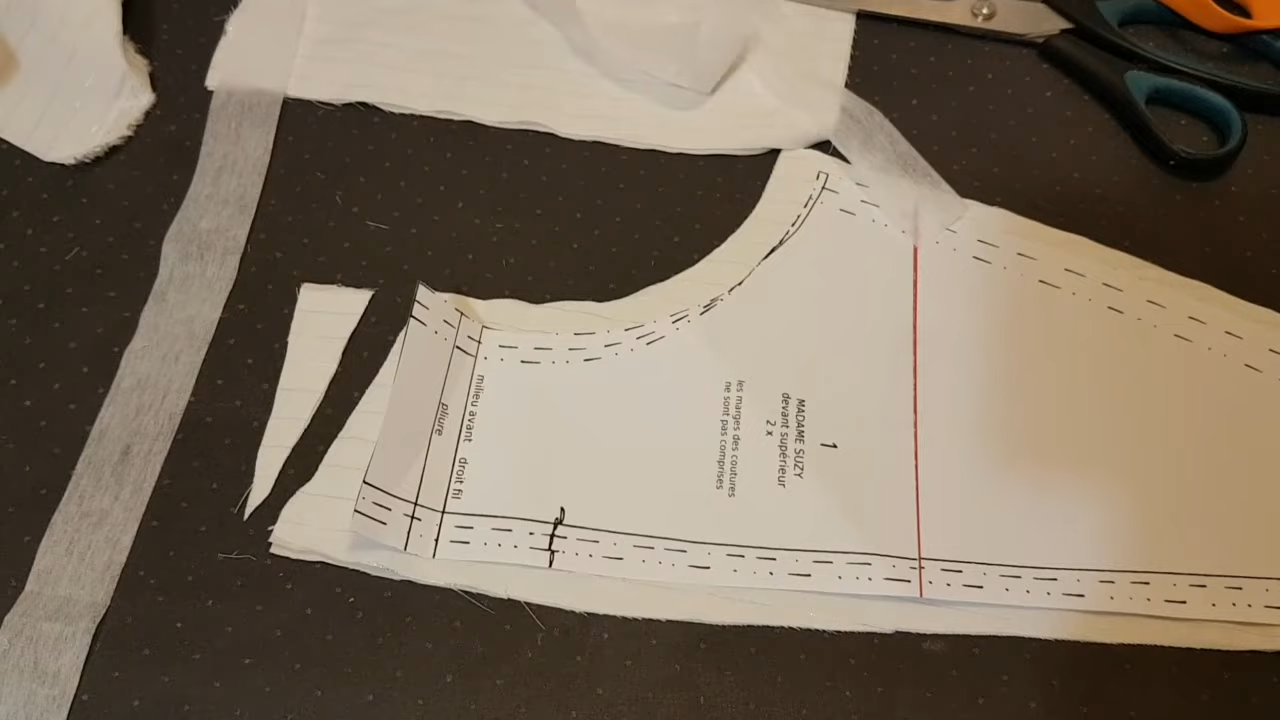 pliure
milieu avant droit fil
les marges des coutures
ne sont pas comprises
1
MADAME SUZY
devant supérieur
2 x